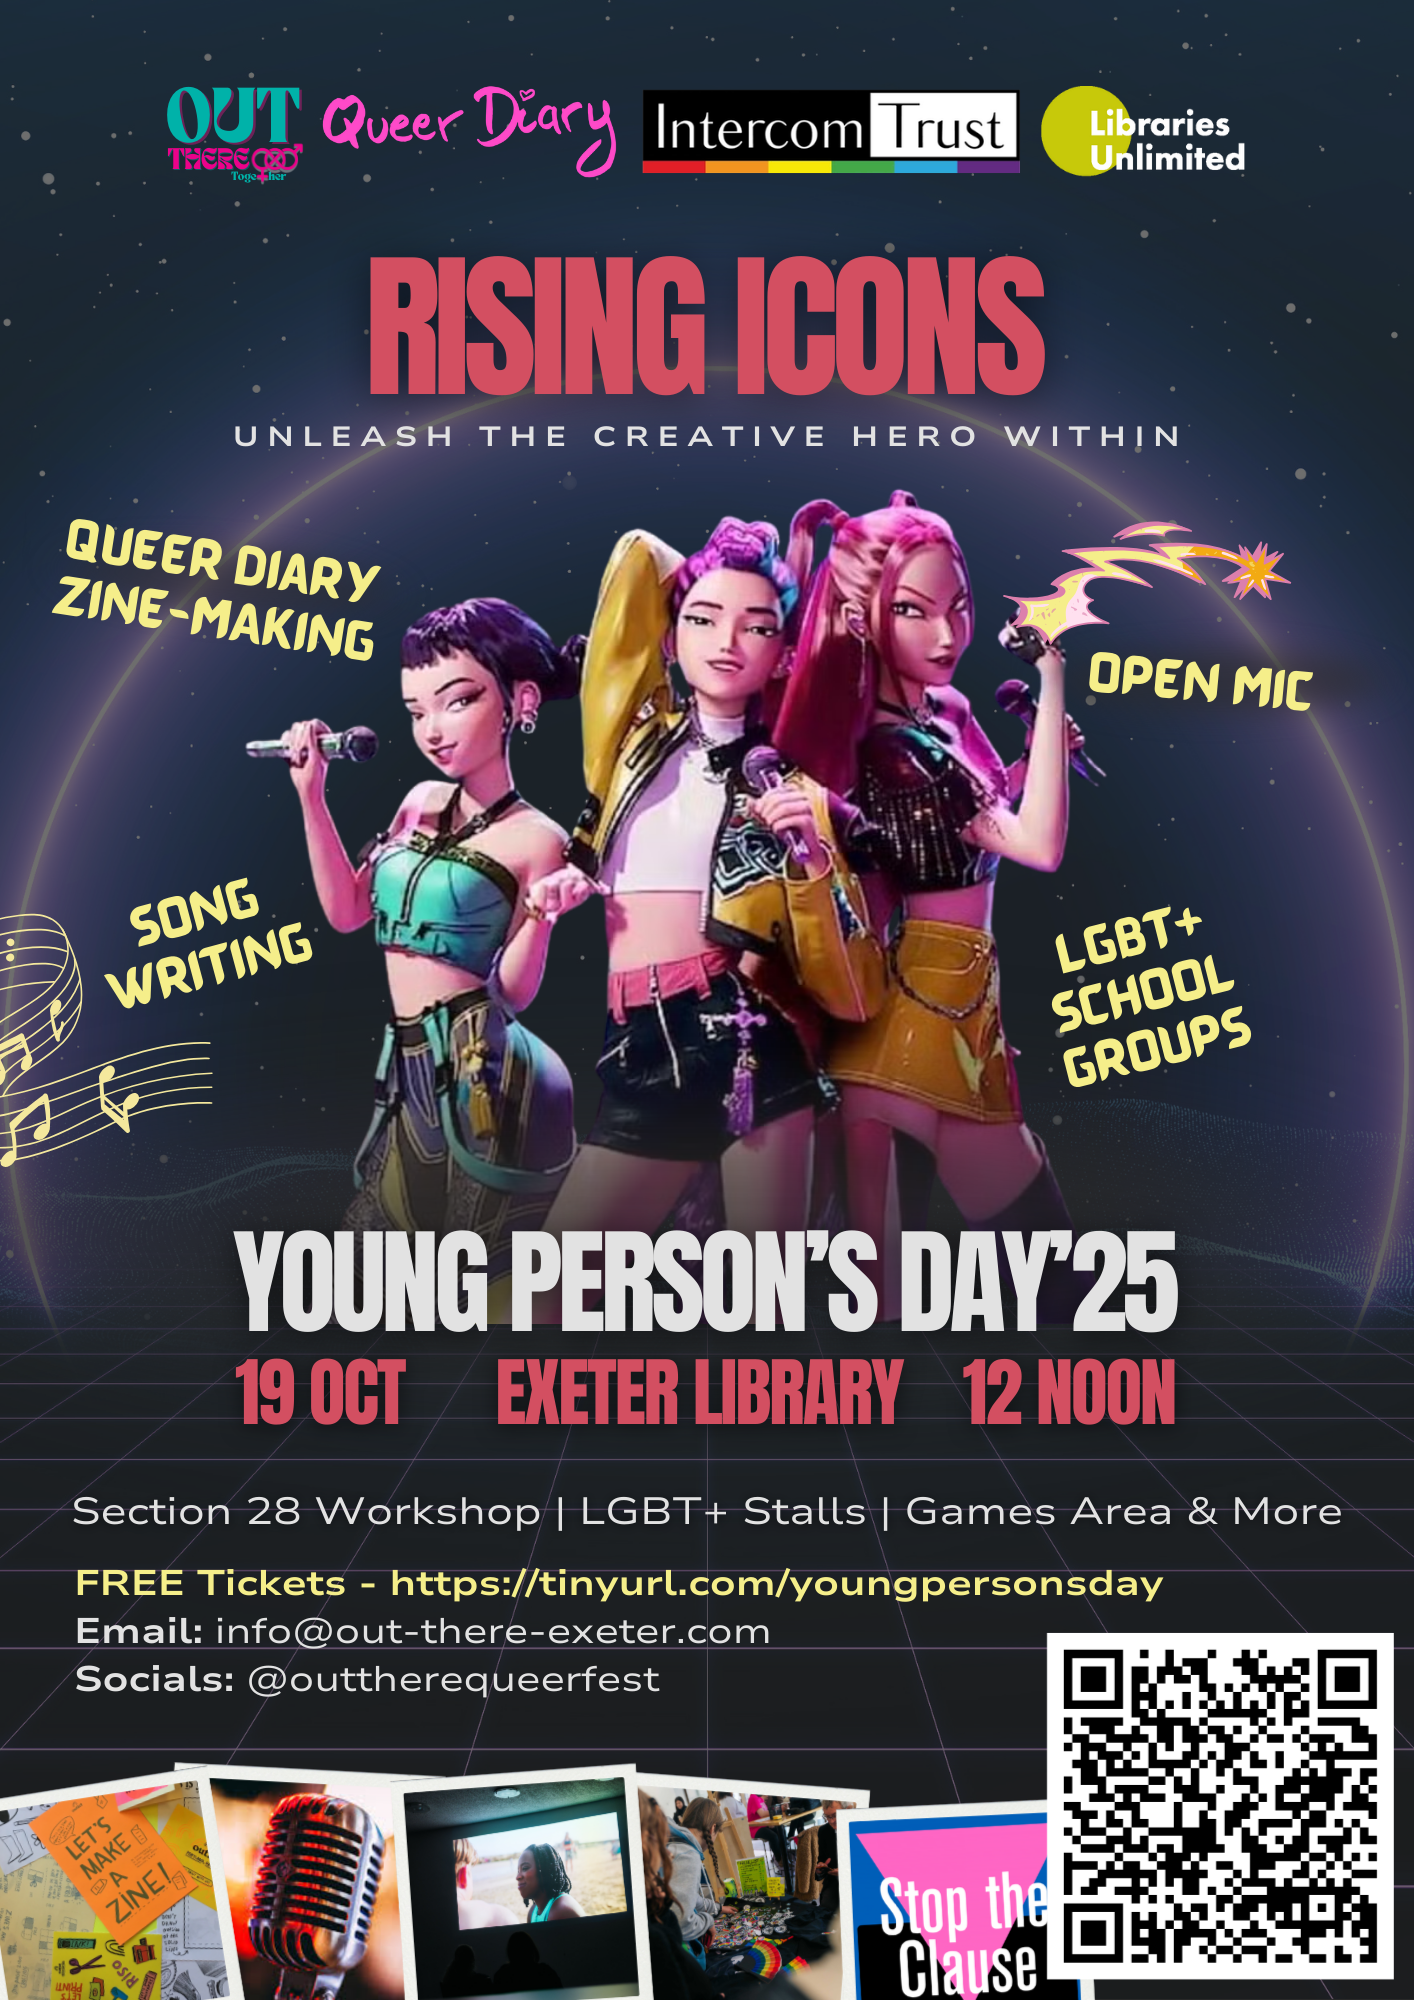 OUT
THERE
Together
Queer Diary
Intercom Trust
Libraries
Unlimited
RISING ICONS
UNLEASH THE CREATIVE HERO WITHIN
QUEER DIARY
ZINE-MAKING
OPEN MIC
SONG
WRITING
LGBT+
SCHOOL
GROUPS
YOUNG PERSON'S DAY'25
19 OCT EXETER LIBRARY 12 NOON
Section 28 Workshop | LGBT+ Stalls | Games Area & More
FREE Tickets - https://tinyurl.com/youngpersonsday
Email: info@out-there-exeter.com
Socials: @outtherequeerfest
LET'S
MAKE
A
ZINE!
RISO
PRINT!
Stop the
Clause